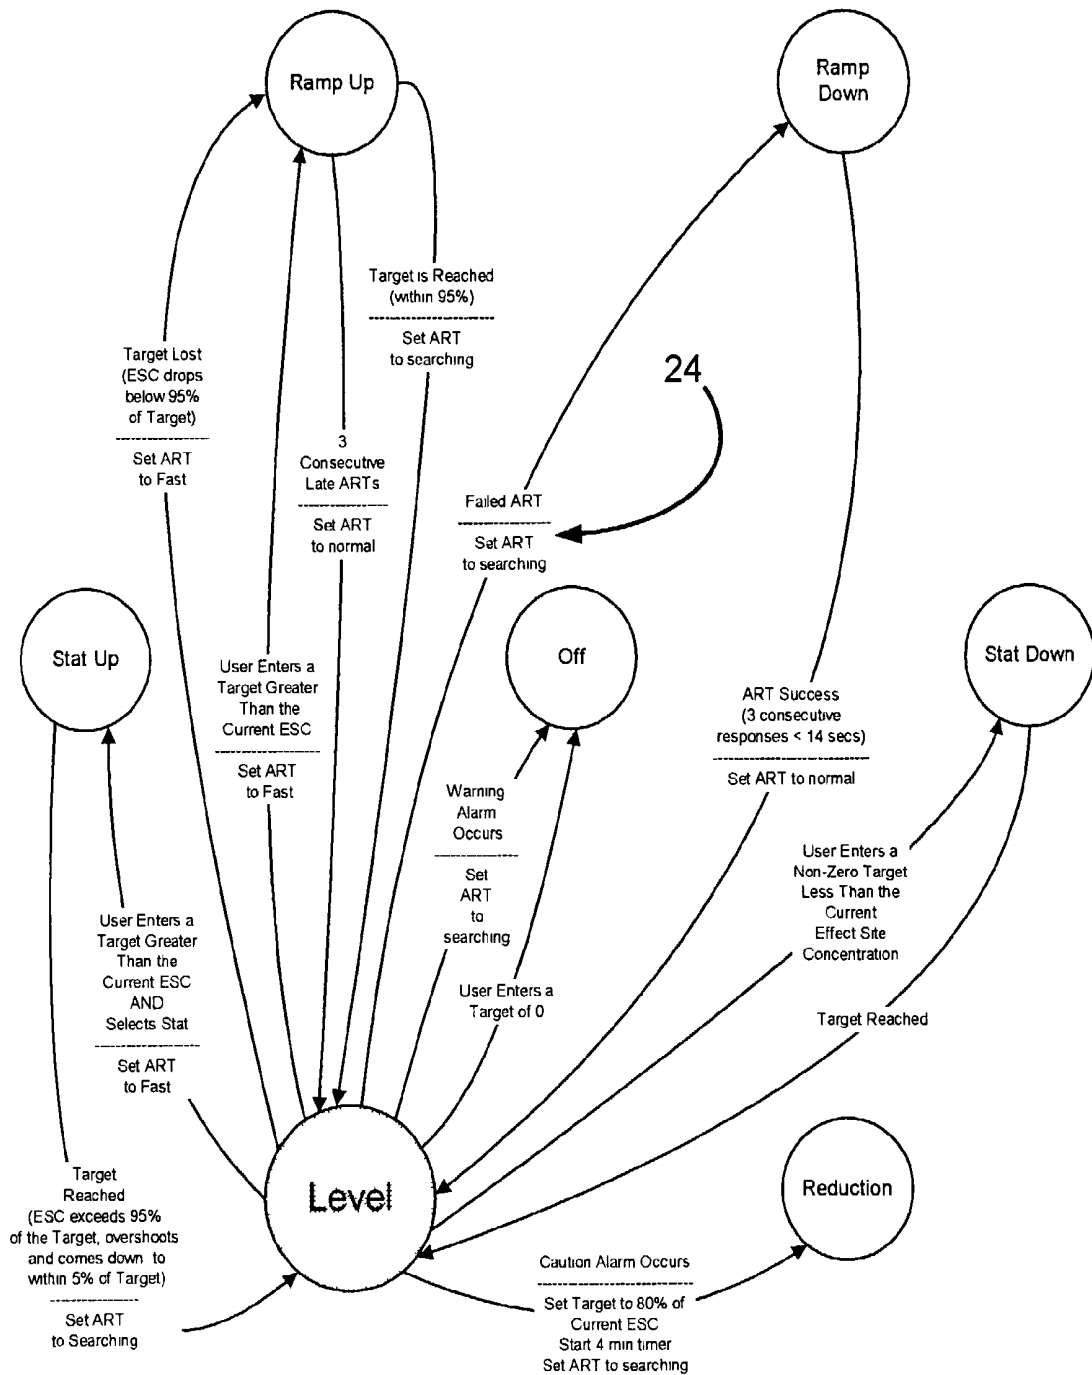 Ramp Up
Ramp
Down
Target is Reached
(within 95%)
Set ART
to searching
Target Lost
(ESC drops
below 95%
of Target)
Set ART
to Fast
24
3
Consecutive
Late ARTs
Set ART
to normal
Failed ART
Set ART
to searching
Stat Up
Off
Stat Down
User Enters a
Target Greater
Than the
Current ESC
Set ART
to Fast
ART Success
(3 consecutive
responses < 14 secs)
Set ART to normal
Warning
Alarm
Occurs
Set
ART
to
searching
User Enters a
Non-Zero Target
Less Than the
Current
Effect Site
Concentration
User Enters a
Target Greater
Than the
Current ESC
AND
Selects Stat
Set ART
to Fast
User Enters a
Target of 0
Target Reached
Target
Reached
(ESC exceeds 95%
of the Target, overshoots
and comes down to
within 5% of Target)
Set ART
to Searching
Level
Reduction
Caution Alarm Occurs
Set Target to 80% of
Current ESC
Start 4 min timer
Set ART to searching